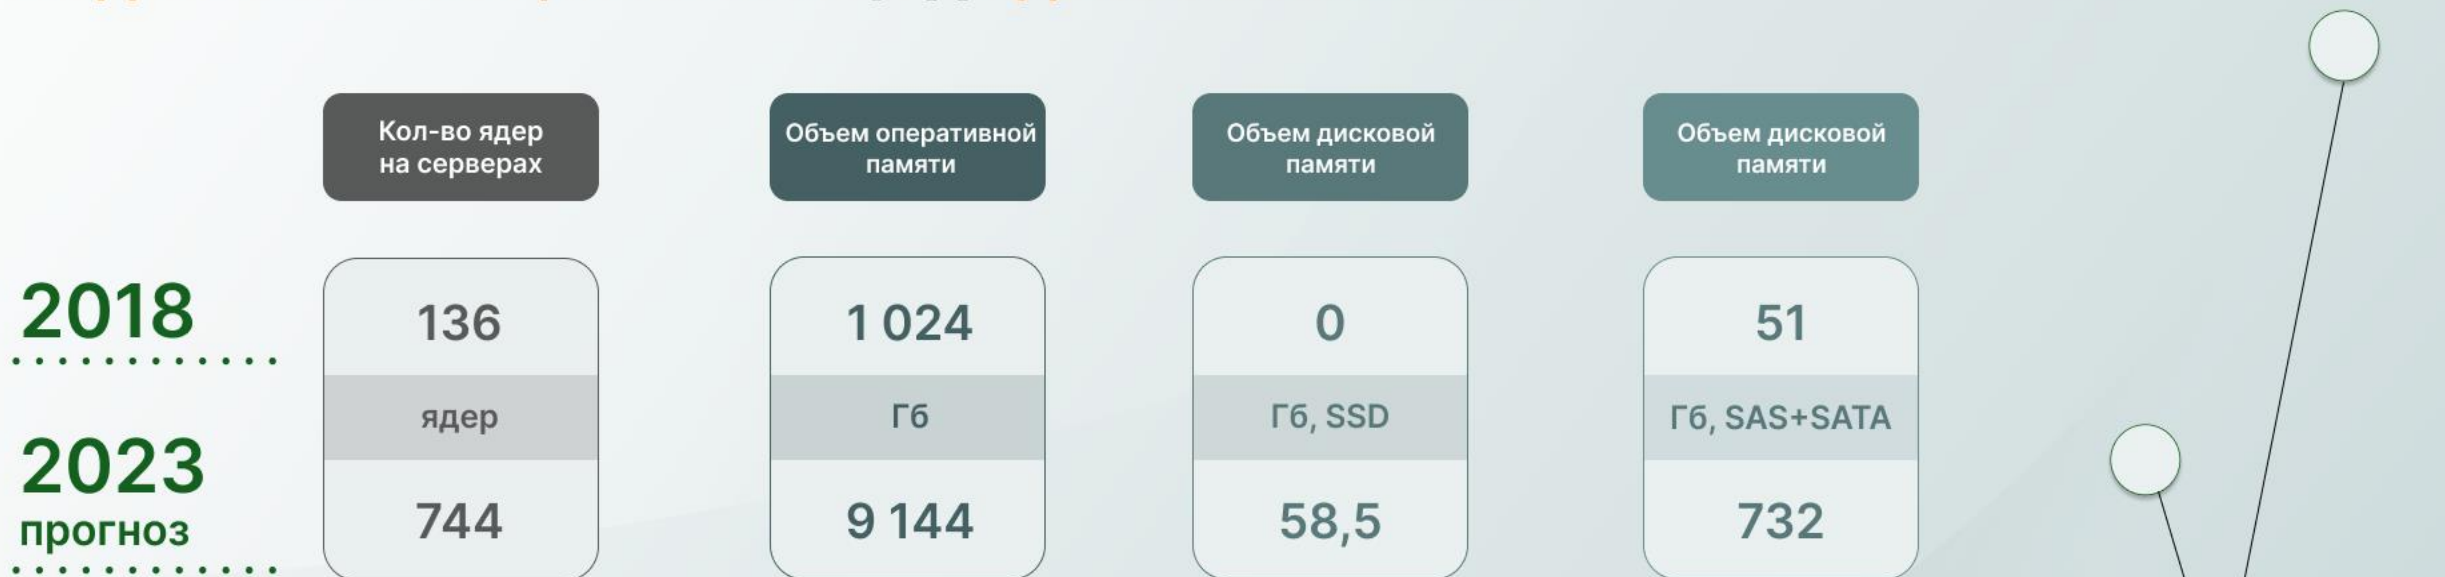 Кол-во ядер
на серверах
Объем оперативной
памяти
Объем дисковой
памяти
Объем дисковой
памяти
2018
136
1 024
0
51
ядер
Гб
Гб, SSD
Гб, SAS+SATA
2023
прогноз
744
9 144
58,5
732